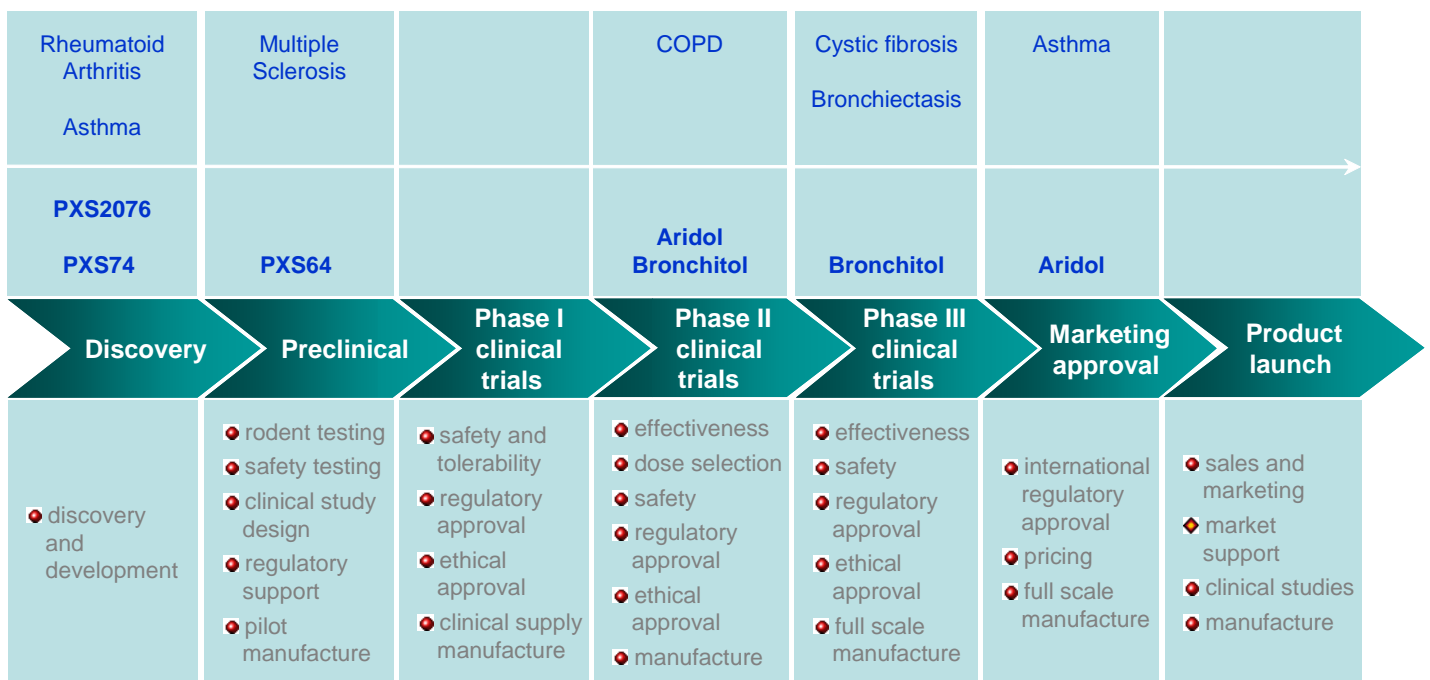 Rheumatoid
Arthritis
Asthma
Multiple
Sclerosis
COPD
Cystic fibrosis
Bronchiectasis
Asthma
PXS2076
PXS74
PXS64
Aridol
Bronchitol
Bronchitol
Aridol
Discovery
Preclinical
Phase I
clinical
trials
Phase II
clinical
trials
Phase III
clinical
trials
Marketing
approval
Product
launch
discovery
and
development
rodent testing
safety testing
clinical study
design
regulatory
support
pilot
manufacture
safety and
tolerability
regulatory
approval
ethical
approval
clinical supply
manufacture
effectiveness
dose selection
safety
regulatory
approval
ethical
approval
manufacture
effectiveness
safety
regulatory
approval
ethical
approval
full scale
manufacture
international
regulatory
approval
pricing
full scale
manufacture
sales and
marketing
market
support
clinical studies
manufacture